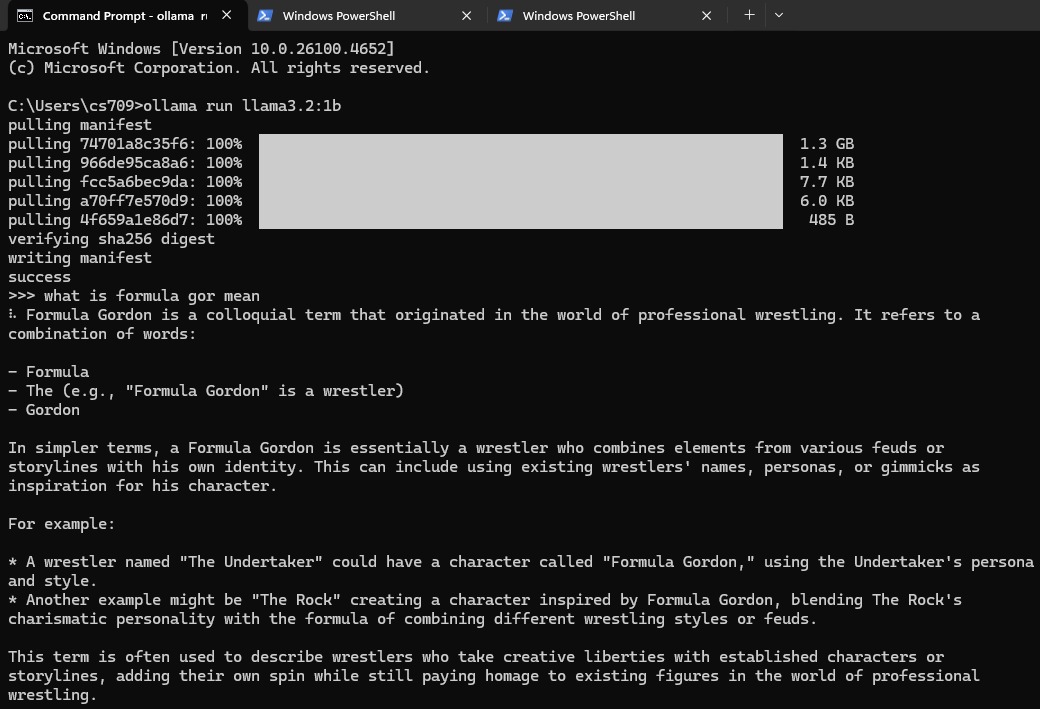 Command Prompt - ollama ru
Windows PowerShell
Windows PowerShell
Microsoft Windows [Version 10.0.26100.4652]
(c) Microsoft Corporation. All rights reserved.
C:\Users\cs709>ollama run llama3.2:1b
pulling manifest
pulling 74701a8c35f6: 100% 1.3 GB
pulling 966de95ca8a6: 100% 1.4 KB
pulling fcc5a6bec9da: 100% 7.7 KB
pulling a70ff7e570d9: 100% 6.0 KB
pulling 4f659a1e86d7: 100% 485 B
verifying sha256 digest
writing manifest
success
>>> what is formula gor mean
⠧ Formula Gordon is a colloquial term that originated in the world of professional wrestling. It refers to a
combination of words:
- Formula
- The (e.g., "Formula Gordon" is a wrestler)
- Gordon
In simpler terms, a Formula Gordon is essentially a wrestler who combines elements from various feuds or
storylines with his own identity. This can include using existing wrestlers' names, personas, or gimmicks as
inspiration for his character.
For example:
* A wrestler named "The Undertaker" could have a character called "Formula Gordon," using the Undertaker's persona
and style.
* Another example might be "The Rock" creating a character inspired by Formula Gordon, blending The Rock's
charismatic personality with the formula of combining different wrestling styles or feuds.
This term is often used to describe wrestlers who take creative liberties with established characters or
storylines, adding their own spin while still paying homage to existing figures in the world of professional
wrestling.